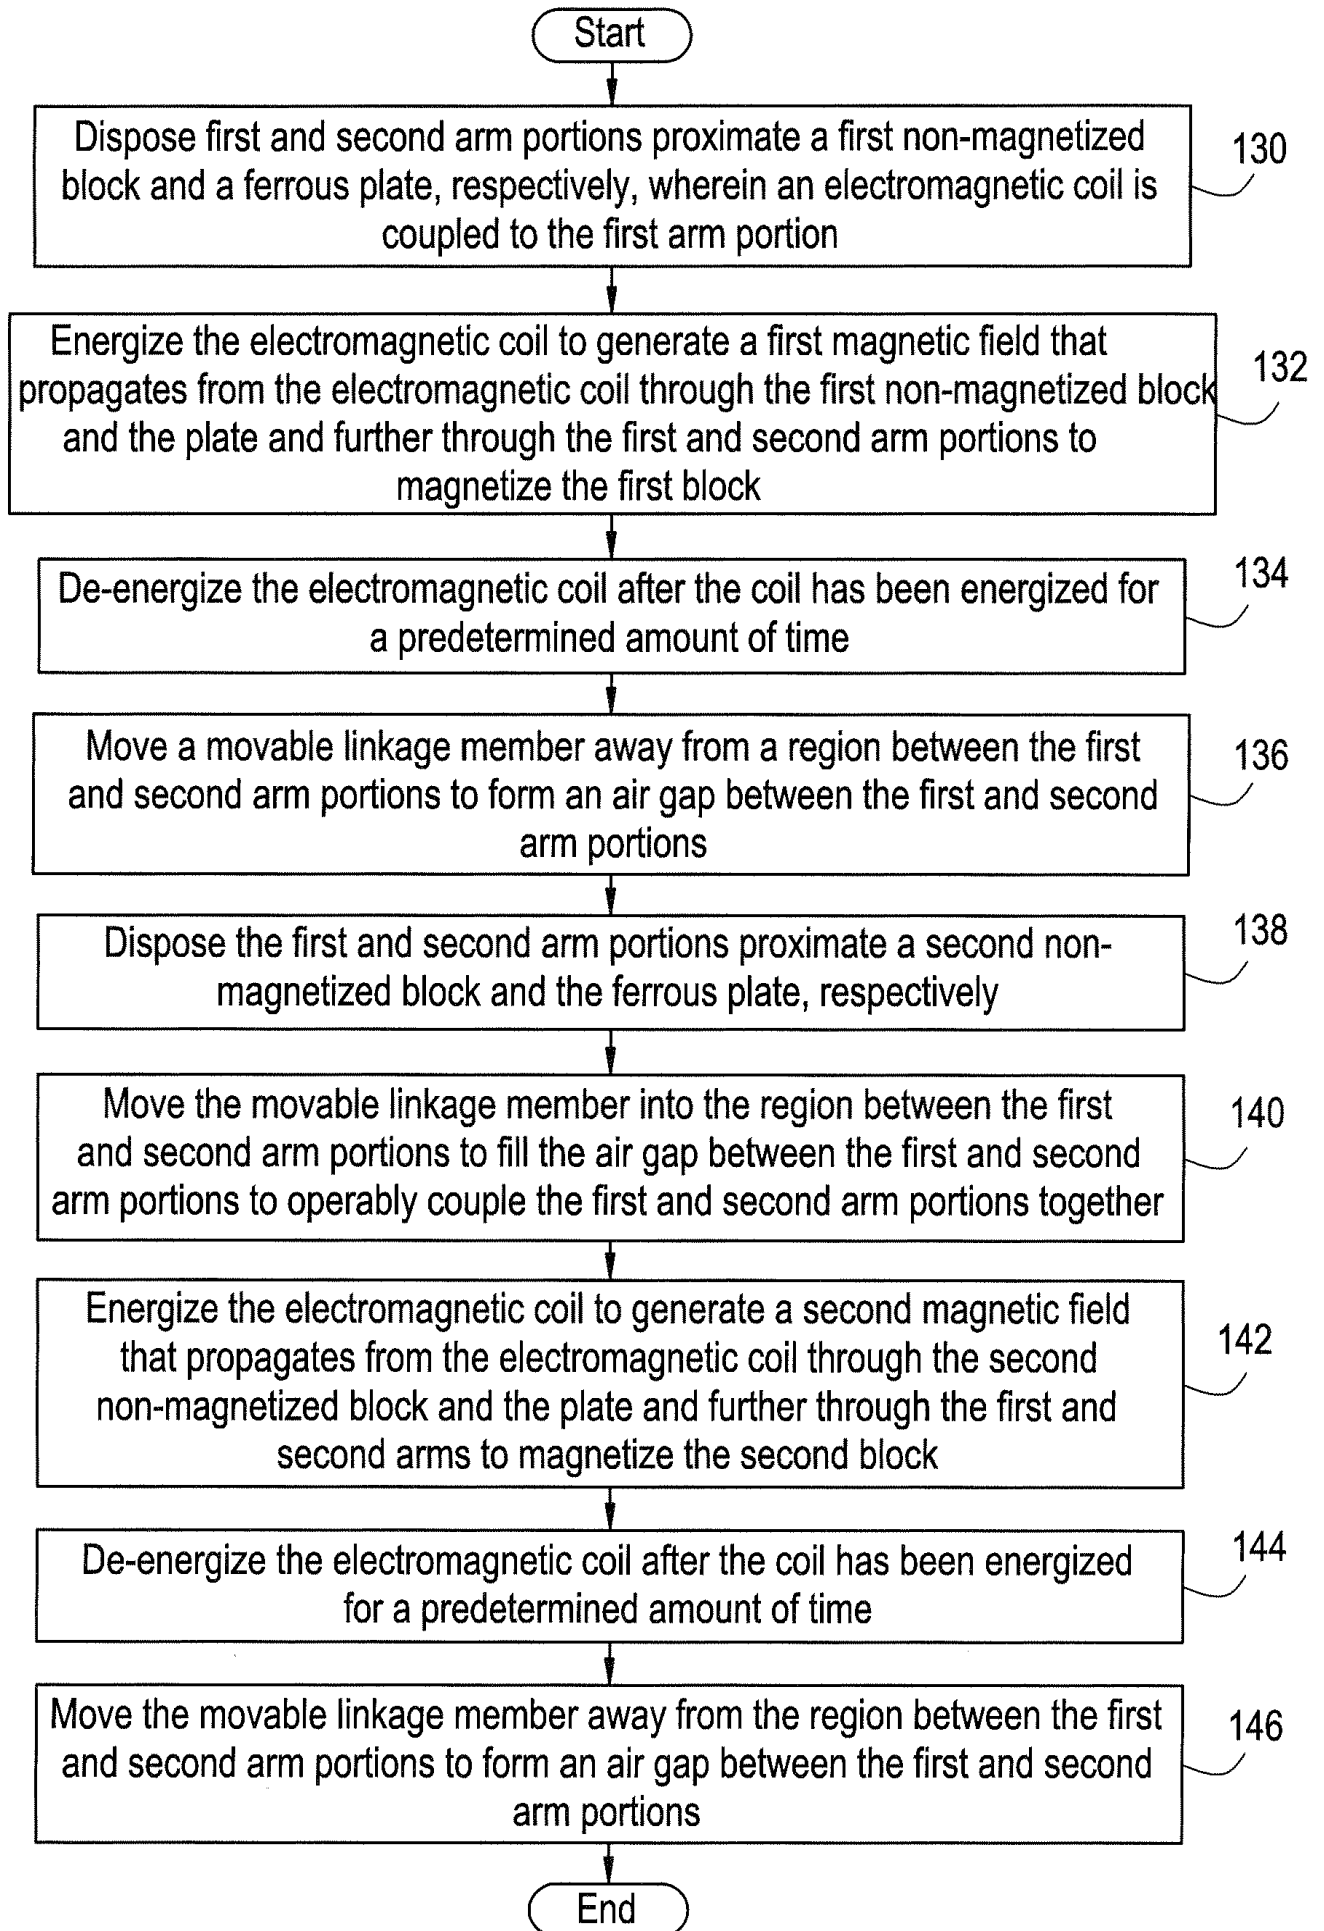 Start
Dispose first and second arm portions proximate a first non-magnetized
block and a ferrous plate, respectively, wherein an electromagnetic coil is
coupled to the first arm portion
130
Energize the electromagnetic coil to generate a first magnetic field that
propagates from the electromagnetic coil through the first non-magnetized block
and the plate and further through the first and second arm portions to
magnetize the first block
132
De-energize the electromagnetic coil after the coil has been energized for
a predetermined amount of time
134
Move a movable linkage member away from a region between the first
and second arm portions to form an air gap between the first and second
arm portions
136
Dispose the first and second arm portions proximate a second non-
magnetized block and the ferrous plate, respectively
138
Move the movable linkage member into the region between the first
and second arm portions to fill the air gap between the first and second
arm portions to operably couple the first and second arm portions together
140
Energize the electromagnetic coil to generate a second magnetic field
that propagates from the electromagnetic coil through the second
non-magnetized block and the plate and further through the first and
second arms to magnetize the second block
142
De-energize the electromagnetic coil after the coil has been energized
for a predetermined amount of time
144
Move the movable linkage member away from the region between the first
and second arm portions to form an air gap between the first and second
arm portions
146
End